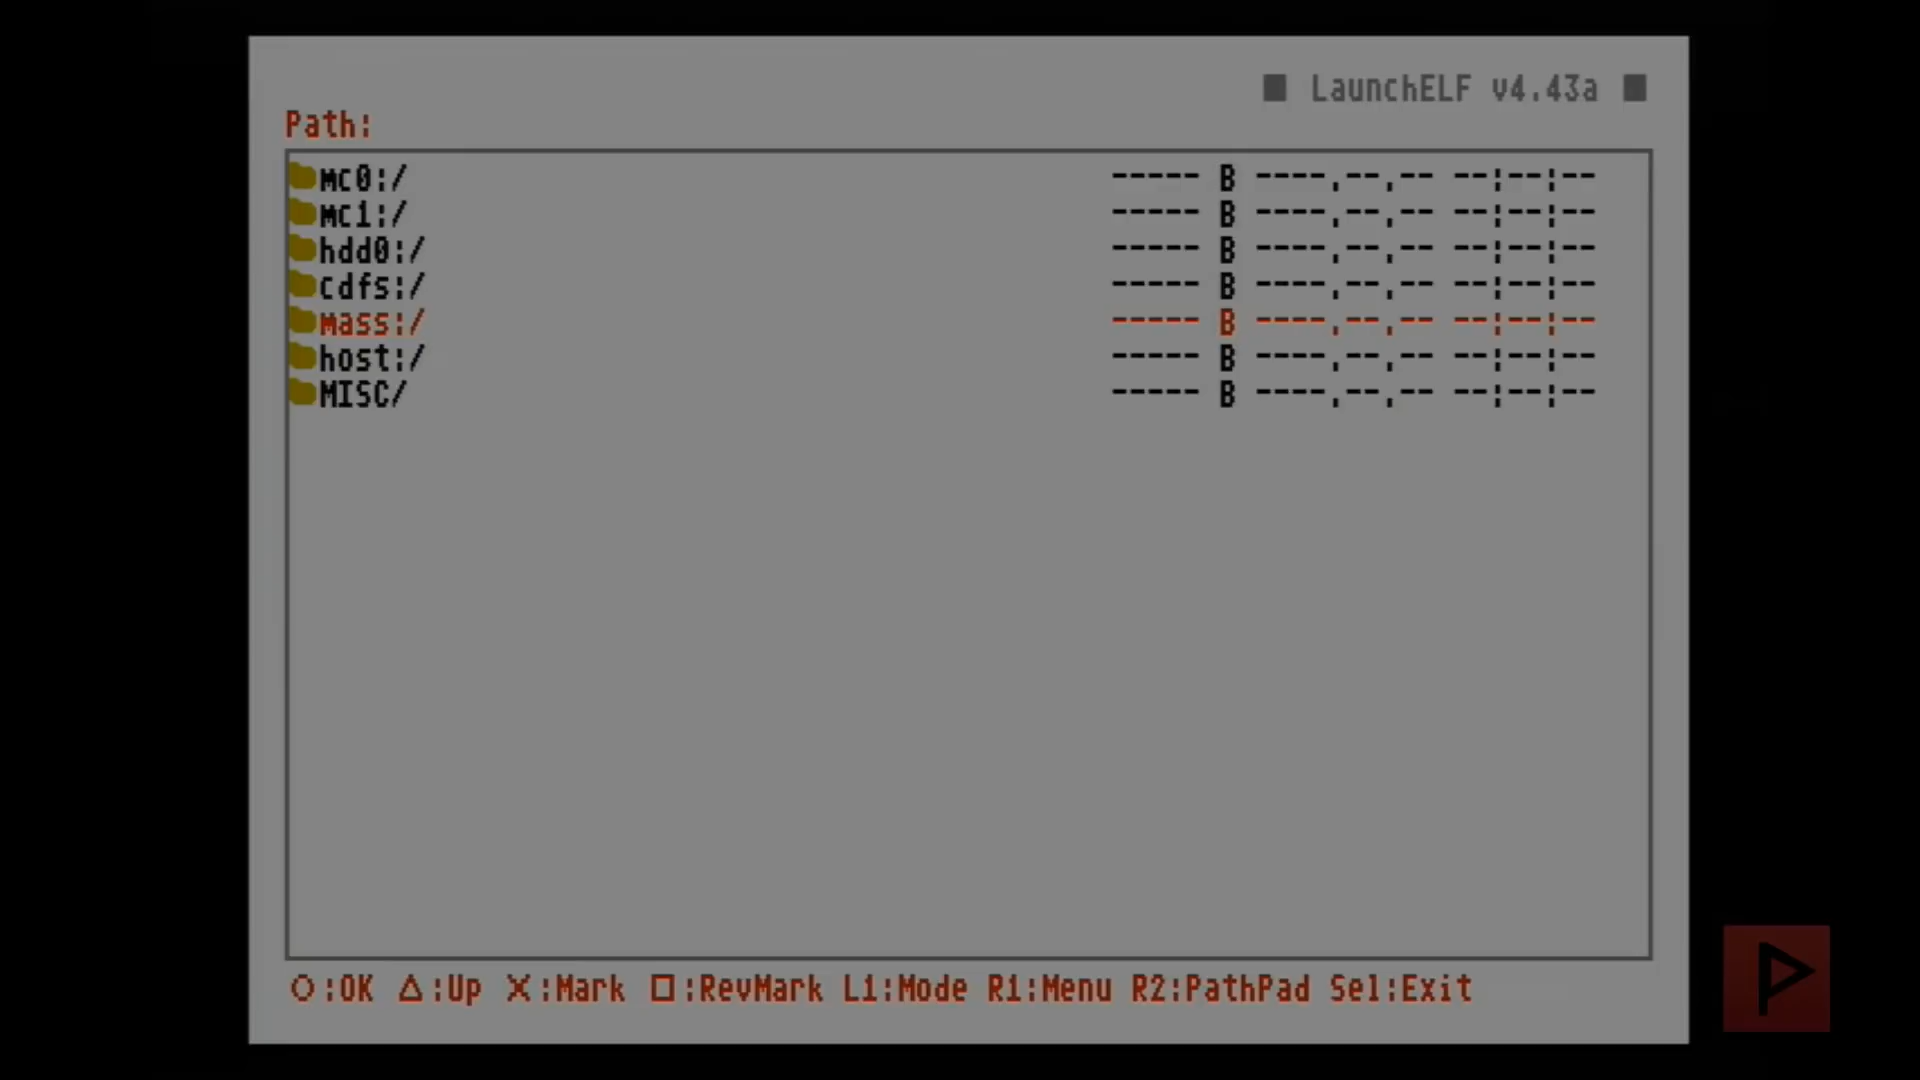 ■ LaunchELF v4.43a ■
Path:
mc0:/ ----- B ----.--.-- --:--:--
mc1:/ ----- B ----.--.-- --:--:--
hdd0:/ ----- B ----.--.-- --:--:--
cdfs:/ ----- B ----.--.-- --:--:--
mass:/ ----- B ----.--.-- --:--:--
host:/ ----- B ----.--.-- --:--:--
MISC/ ----- B ----.--.-- --:--:--
○:OK △:Up ×:Mark □:RevMark L1:Mode R1:Menu R2:PathPad Sel:Exit